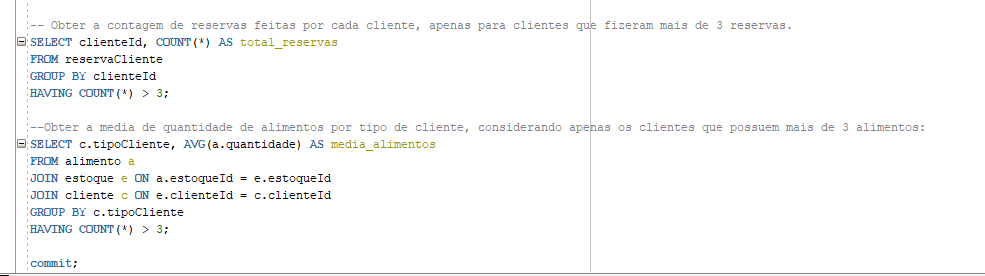 -- Obter a contagem de reservas feitas por cada cliente, apenas para clientes que fizeram mais de 3 reservas.
SELECT clienteId, COUNT(*) AS total_reservas
FROM reservaCliente
GROUP BY clienteId
HAVING COUNT(*) > 3;
--Obter a media de quantidade de alimentos por tipo de cliente, considerando apenas os clientes que possuem mais de 3 alimentos:
SELECT c.tipoCliente, AVG(a.quantidade) AS media_alimentos
FROM alimento a
JOIN estoque e ON a.estoqueId = e.estoqueId
JOIN cliente c ON e.clienteId = c.clienteId
GROUP BY c.tipoCliente
HAVING COUNT(*) > 3;
commit;